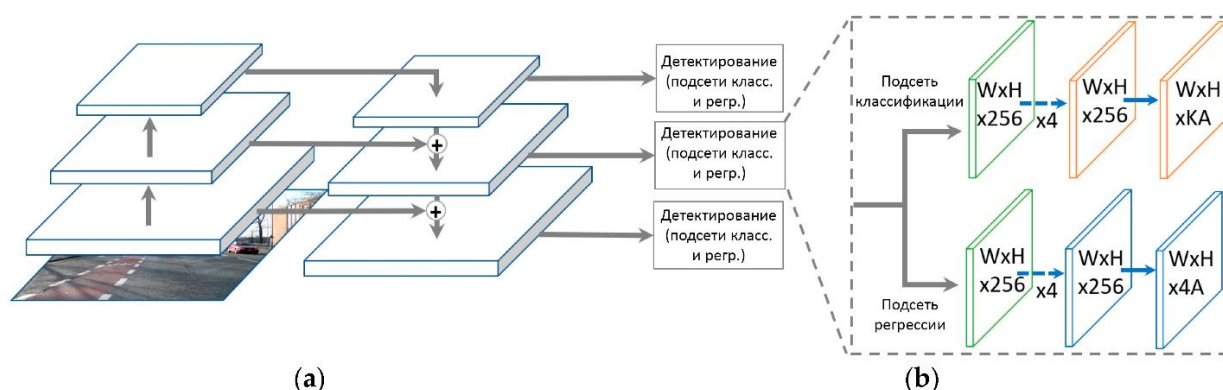 Детектирование
(подсети класс.
и регр.)
Детектирование
(подсети класс.
и регр.)
Детектирование
(подсети класс.
и регр.)
+
+
Подсеть
классификации
WxH
x256
x4
WxH
x256
WxH
xKA
Подсеть
регрессии
WxH
x256
x4
WxH
x256
WxH
x4A
(a)
(b)